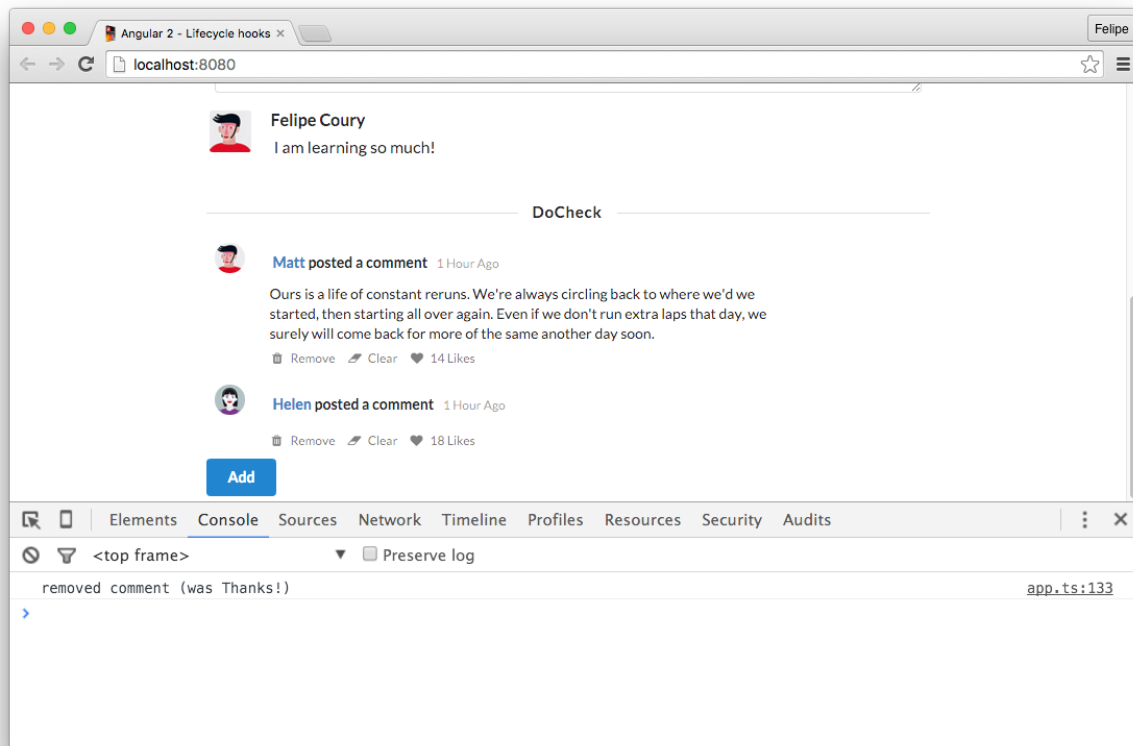 Angular 2 - Lifecycle hooks
Felipe
localhost:8080
Felipe Coury
I am learning so much!
DoCheck
Matt posted a comment 1 Hour Ago
Ours is a life of constant reruns. We're always circling back to where we'd we
started, then starting all over again. Even if we don't run extra laps that day, we
surely will come back for more of the same another day soon.
Remove Clear 14 Likes
Helen posted a comment 1 Hour Ago
Remove Clear 18 Likes
Add
Elements Console Sources Network Timeline Profiles Resources Security Audits
<top frame> Preserve log
removed comment (was Thanks!) app.ts:133